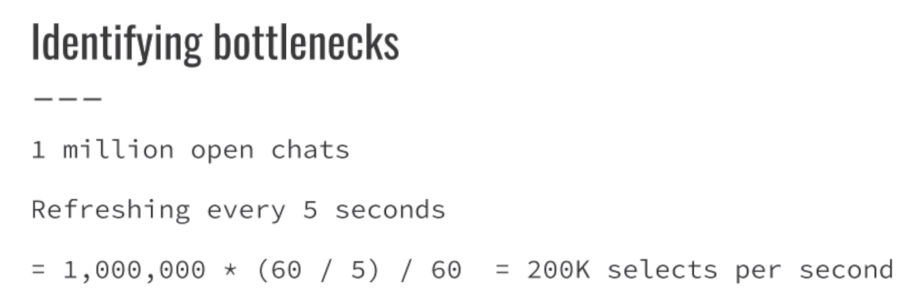 Identifying bottlenecks
---
1 million open chats
Refreshing every 5 seconds
= 1,000,000 * (60 / 5) / 60  = 200K selects per second